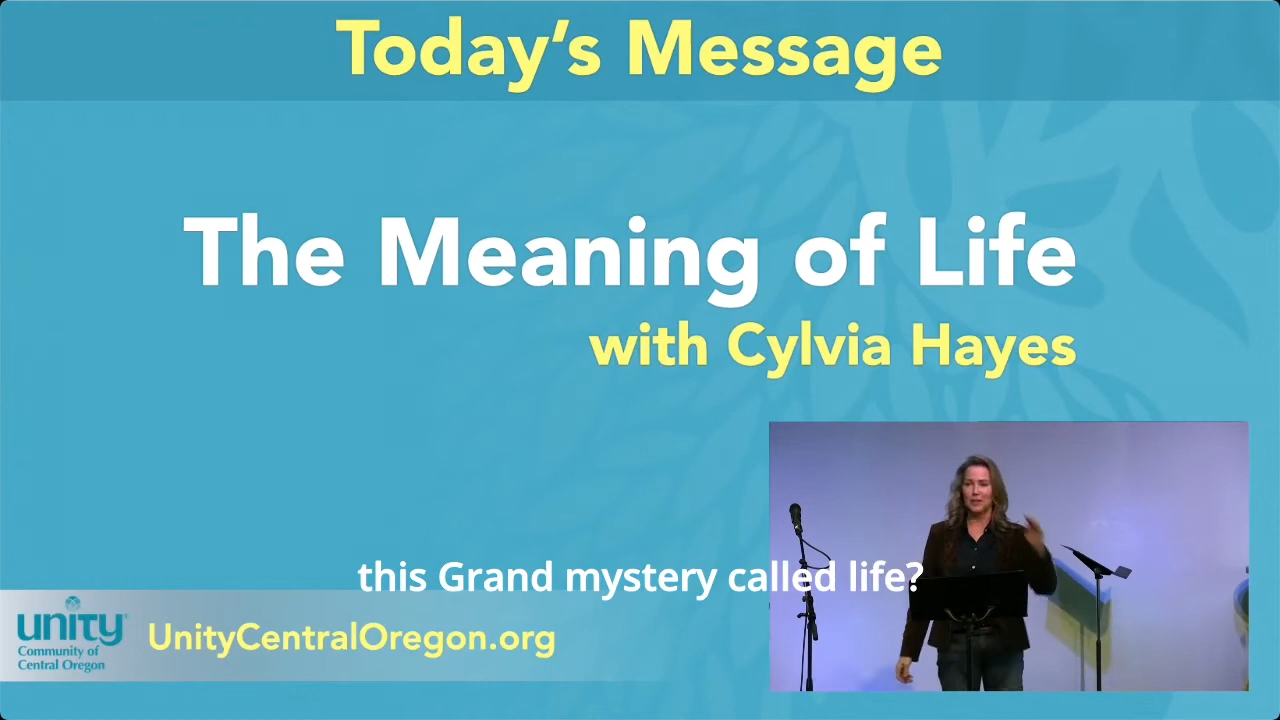 Today's Message
The Meaning of Life
with Cylvia Hayes
this Grand mystery called life?
unity
Community of
Central Oregon
UnityCentralOregon.org